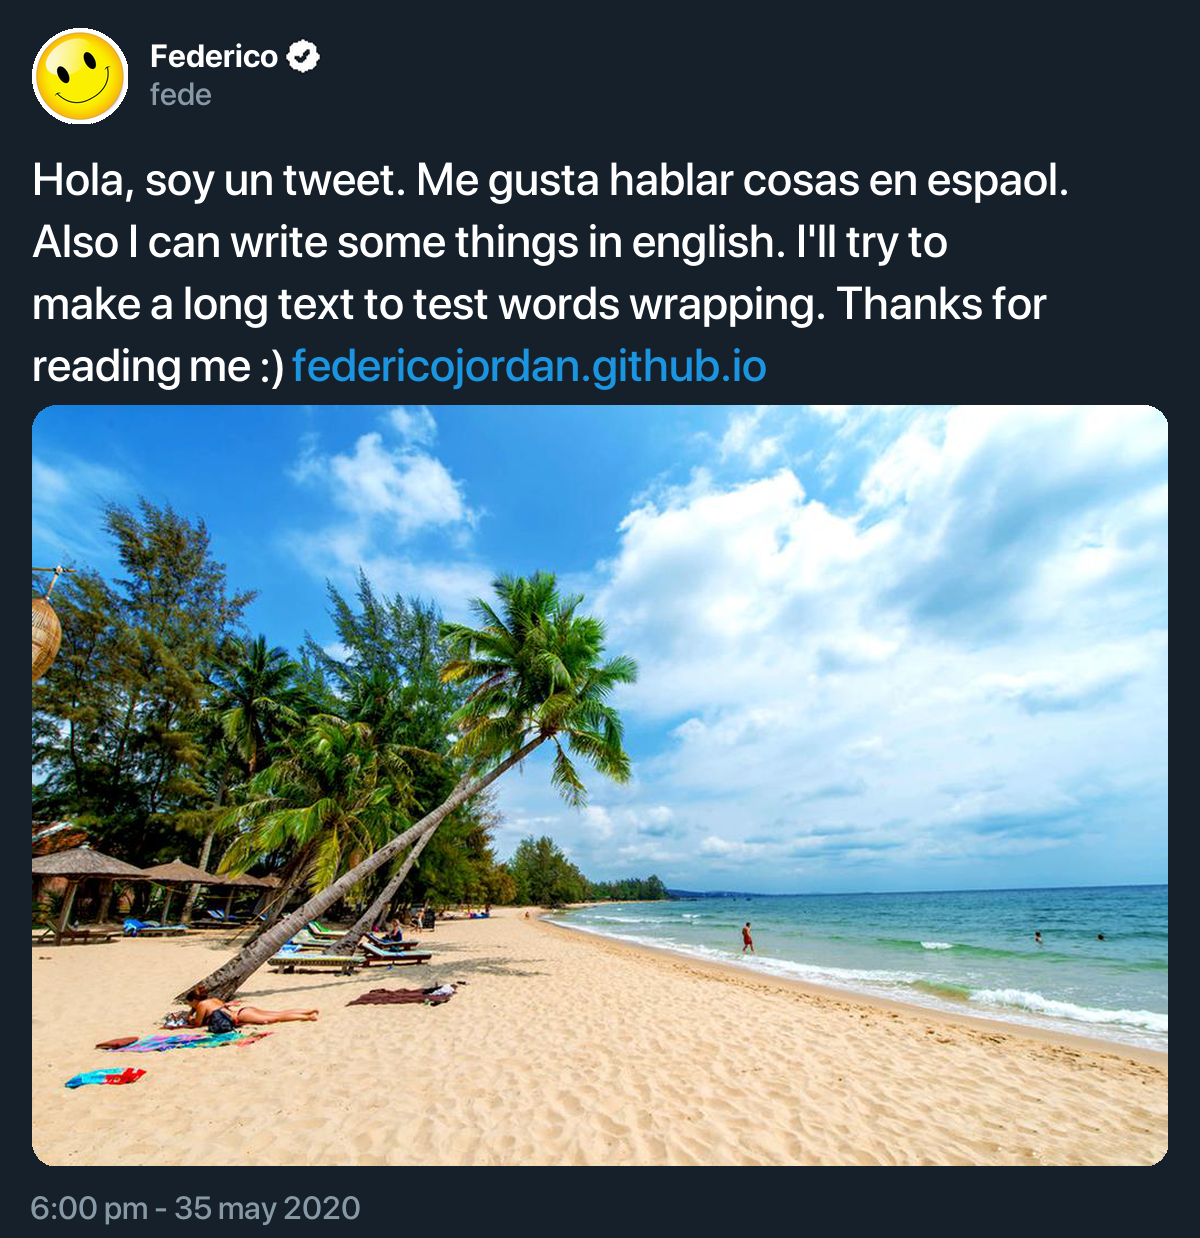 Federico
fede
Hola, soy un tweet. Me gusta hablar cosas en espaol.
Also I can write some things in english. I'll try to
make a long text to test words wrapping. Thanks for
reading me :) federicojordan.github.io
6:00 pm - 35 may 2020